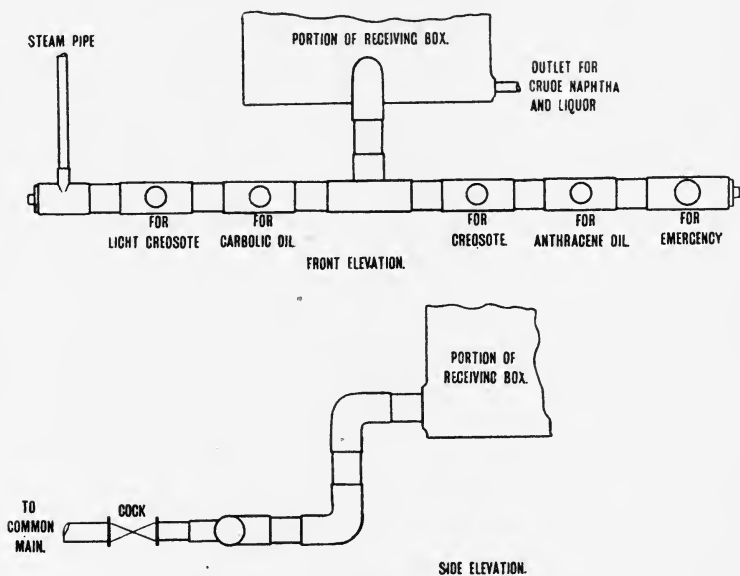 STEAM PIPE
PORTION OF RECEIVING BOX.
OUTLET FOR
CRUDE NAPHTHA
AND LIQUOR
FOR
LIGHT CREOSOTE
FOR
CARBOLIC OIL
FOR
CREOSOTE.
FOR
ANTHRACENE OIL.
FOR
EMERGENCY
FRONT ELEVATION.
PORTION OF
RECEIVING BOX.
TO
COMMON
MAIN.
COCK
SIDE ELEVATION.